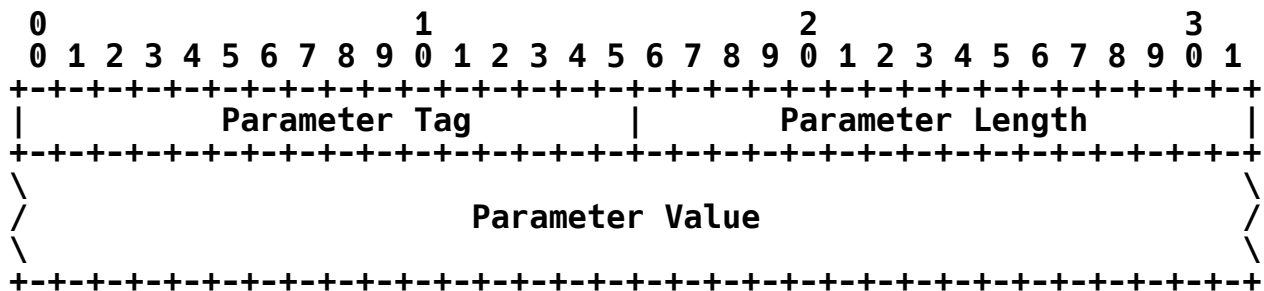 0                   1                   2                   3
 0 1 2 3 4 5 6 7 8 9 0 1 2 3 4 5 6 7 8 9 0 1 2 3 4 5 6 7 8 9 0 1
+-+-+-+-+-+-+-+-+-+-+-+-+-+-+-+-+-+-+-+-+-+-+-+-+-+-+-+-+-+-+-+-+
|          Parameter Tag        |       Parameter Length        |
+-+-+-+-+-+-+-+-+-+-+-+-+-+-+-+-+-+-+-+-+-+-+-+-+-+-+-+-+-+-+-+-+
\                                                               \
/                       Parameter Value                         /
\                                                               \
+-+-+-+-+-+-+-+-+-+-+-+-+-+-+-+-+-+-+-+-+-+-+-+-+-+-+-+-+-+-+-+-+